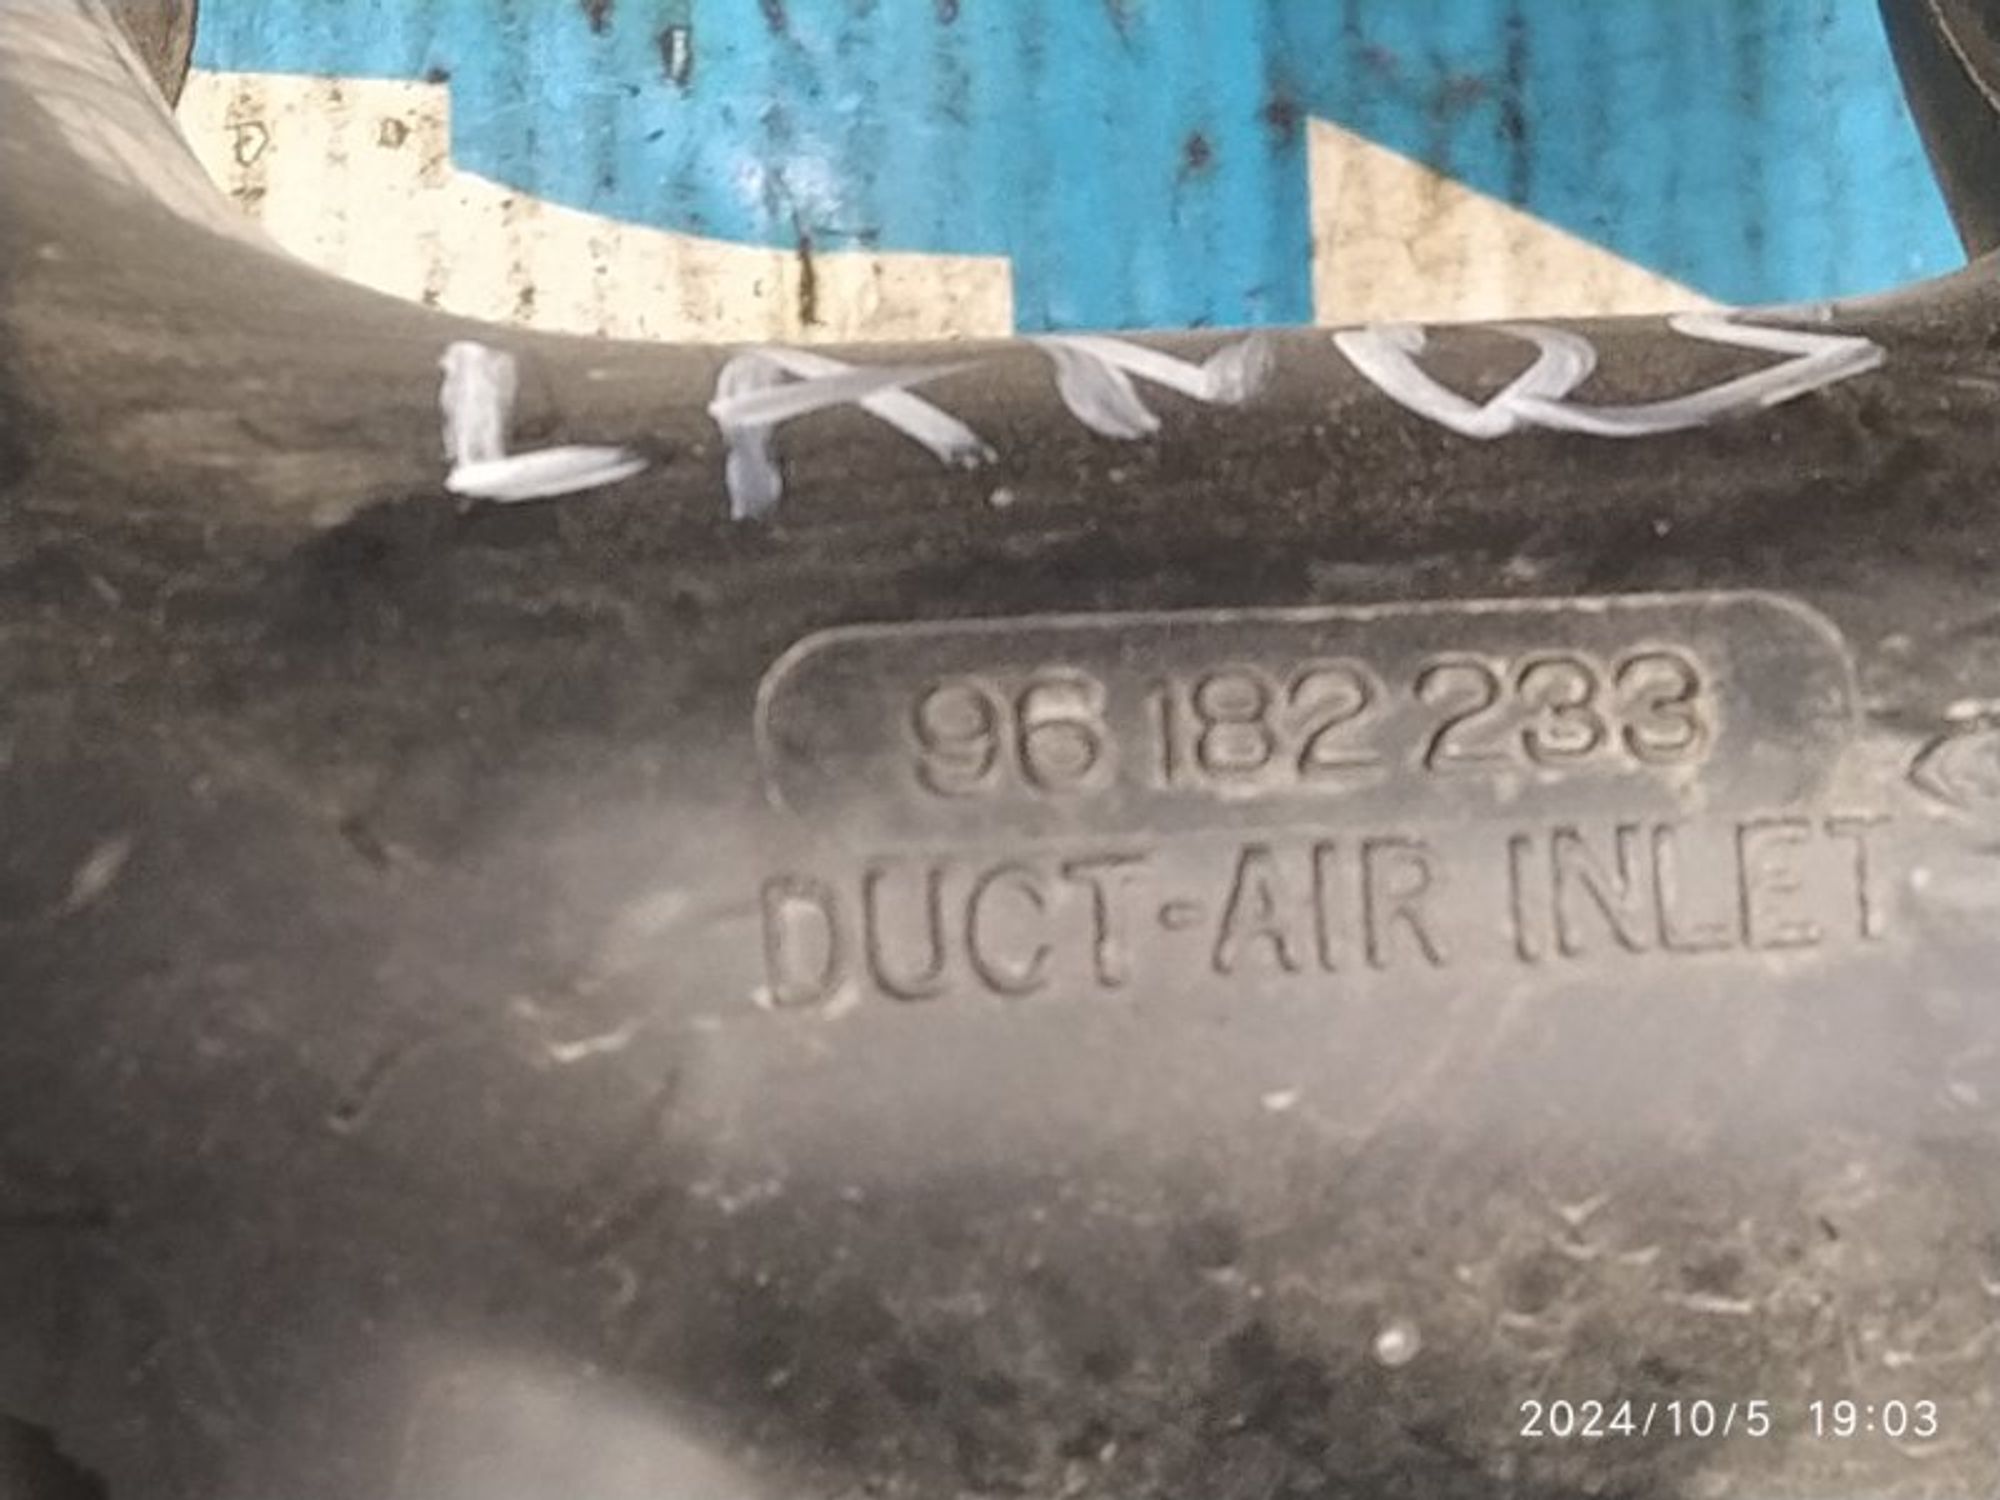 LANOS
96 182 233
DUCT-AIR INLET
2024/10/5 19:03